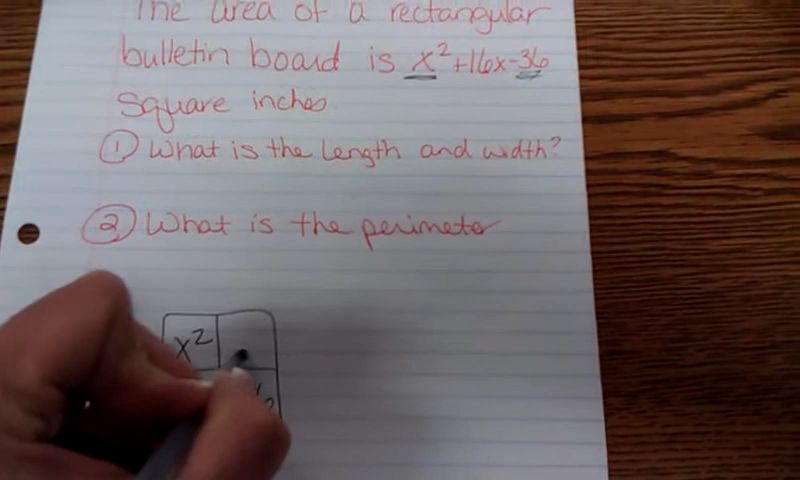 The area of a rectangular
bulletin board is x²+16x-36
Square inches.
① What is the length and width?
② What is the perimeter
x²